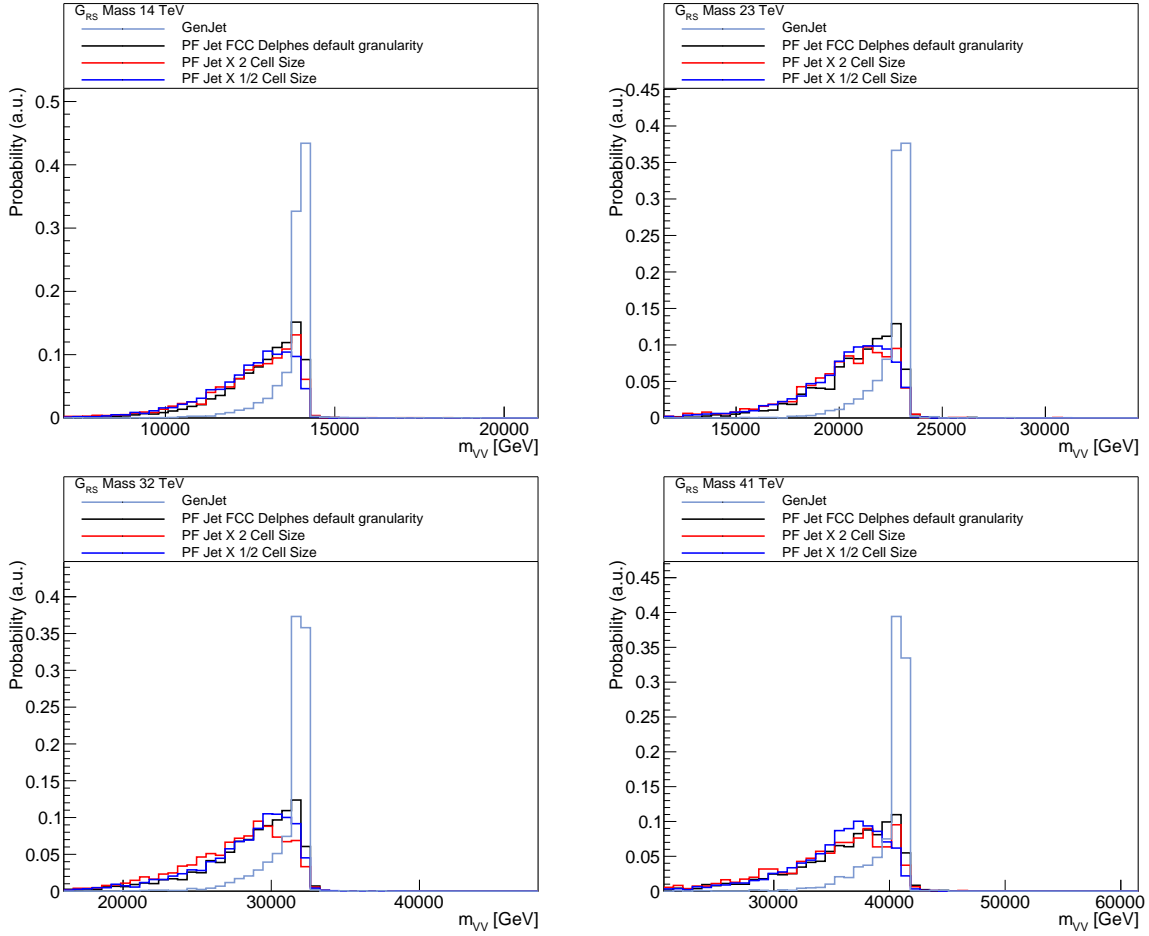 G_RS Mass 14 TeV
GenJet
PF Jet FCC Delphes default granularity
PF Jet X 2 Cell Size
PF Jet X 1/2 Cell Size
Probability (a.u.)
0.5
0.4
0.3
0.2
0.1
0
10000 15000 20000
m_VV [GeV]
G_RS Mass 23 TeV
GenJet
PF Jet FCC Delphes default granularity
PF Jet X 2 Cell Size
PF Jet X 1/2 Cell Size
Probability (a.u.)
0.45
0.4
0.35
0.3
0.25
0.2
0.15
0.1
0.05
0
15000 20000 25000 30000
m_VV [GeV]
G_RS Mass 32 TeV
GenJet
PF Jet FCC Delphes default granularity
PF Jet X 2 Cell Size
PF Jet X 1/2 Cell Size
Probability (a.u.)
0.4
0.35
0.3
0.25
0.2
0.15
0.1
0.05
0
20000 30000 40000
m_VV [GeV]
G_RS Mass 41 TeV
GenJet
PF Jet FCC Delphes default granularity
PF Jet X 2 Cell Size
PF Jet X 1/2 Cell Size
Probability (a.u.)
0.45
0.4
0.35
0.3
0.25
0.2
0.15
0.1
0.05
0
30000 40000 50000 60000
m_VV [GeV]